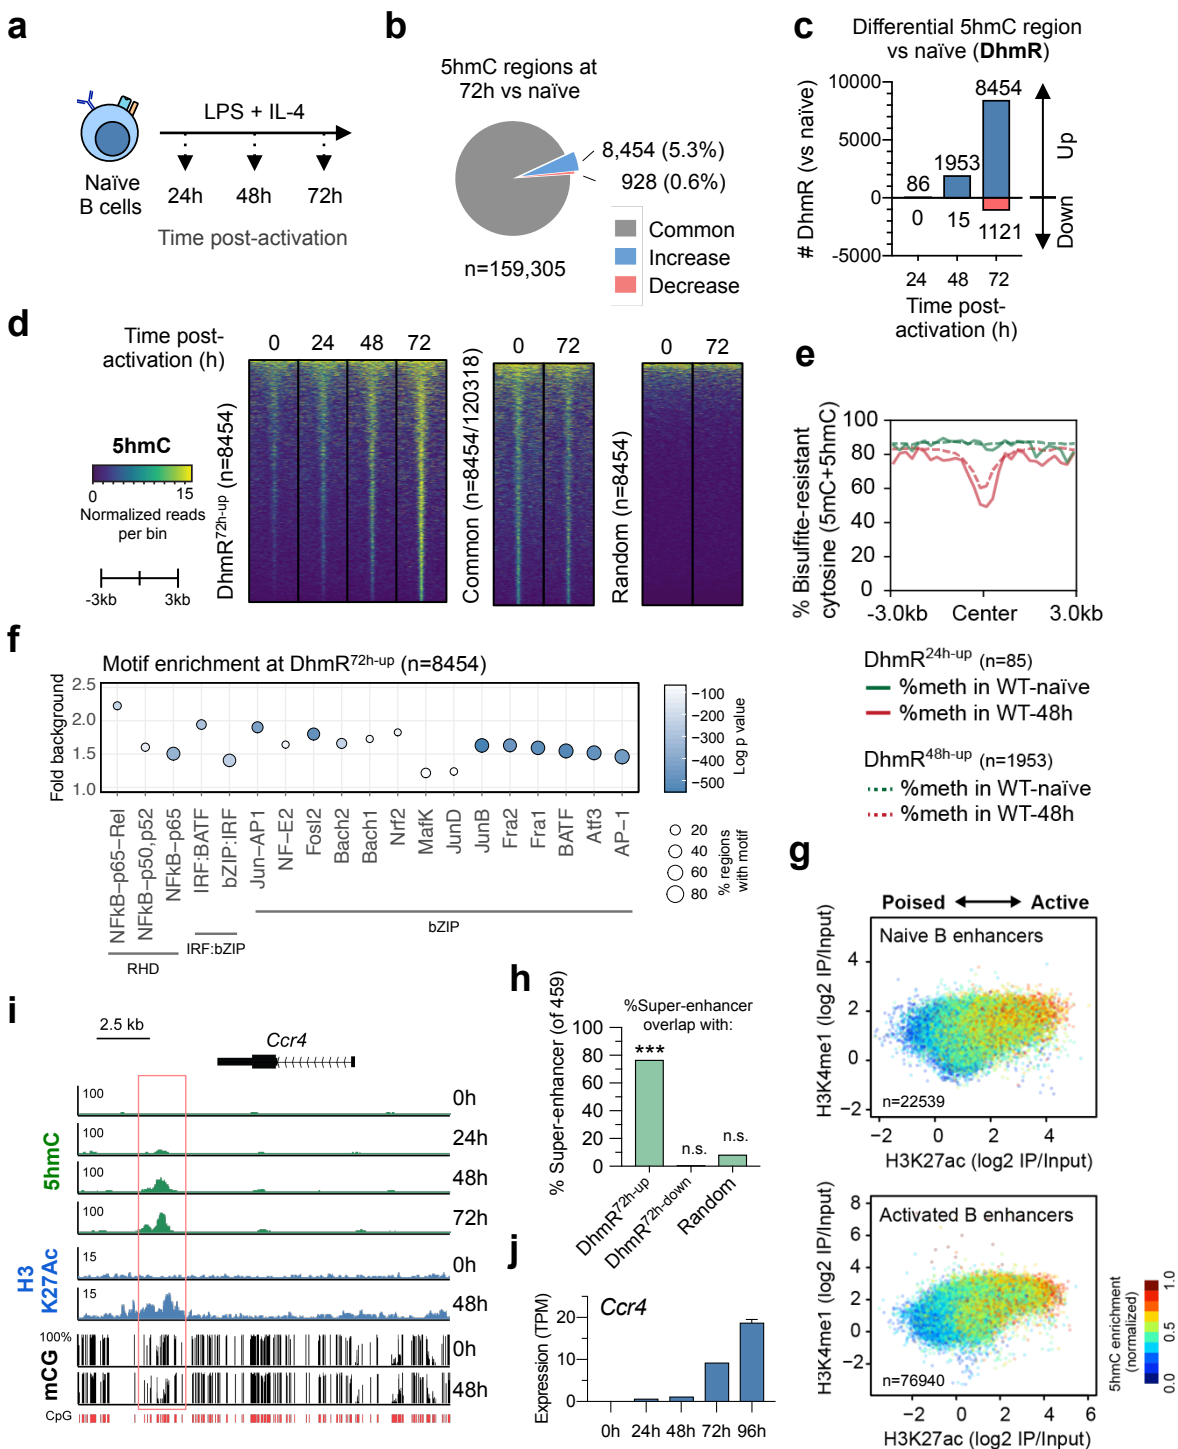 a
LPS + IL-4
Naïve
B cells
24h
48h
72h
Time post-activation
b
5hmC regions at
72h vs naïve
8,454 (5.3%)
928 (0.6%)
Common
Increase
Decrease
n=159,305
c
Differential 5hmC region
vs naïve (DhmR)
# DhmR (vs naïve)
10000
5000
0
-5000
86
1953
8454
0
15
1121
Up
Down
24
48
72
Time post-
activation (h)
d
Time post-
activation (h)
0
24
48
72
0
72
0
72
5hmC
0
15
Normalized reads
per bin
-3kb
3kb
DhmR72h-up (n=8454)
Common (n=8454/120318)
Random (n=8454)
e
% Bisulfite-resistant
cytosine (5mC+5hmC)
100
80
60
40
20
0
-3.0kb
Center
3.0kb
DhmR24h-up (n=85)
%meth in WT-naïve
%meth in WT-48h
DhmR48h-up (n=1953)
%meth in WT-naïve
%meth in WT-48h
f
Motif enrichment at DhmR72h-up (n=8454)
Fold background
2.5
2.0
1.5
1.0
NFkB-p65-Rel
NFkB-p50,p52
NFkB-p65
IRF:BATF
bZIP:IRF
Jun-AP1
NF-E2
Fosl2
Bach2
Bach1
Nrf2
MafK
JunD
JunB
Fra2
Fra1
BATF
Atf3
AP-1
RHD
IRF:bZIP
bZIP
−100
−200
−300
−400
−500
Log p value
20
40
60
80
% regions
with motif
g
Poised
Active
Naive B enhancers
H3K4me1 (log2 IP/Input)
4
2
0
−2
n=22539
−2
0
2
4
H3K27ac (log2 IP/Input)
Activated B enhancers
H3K4me1 (log2 IP/Input)
8
6
4
2
0
−2
n=76940
−2
0
2
4
6
H3K27ac (log2 IP/Input)
5hmC enrichment
(normalized)
1.0
0.5
0.0
h
%Super-enhancer
overlap with:
% Super-enhancer (of 459)
100
80
60
40
20
0
***
n.s.
n.s.
DhmR72h-up
DhmR72h-down
Random
i
2.5 kb
Ccr4
5hmC
100
0h
100
24h
100
48h
100
72h
H3
K27Ac
15
0h
15
48h
mCG
100%
0h
48h
CpG
j
Ccr4
Expression (TPM)
20
10
0
0h
24h
48h
72h
96h